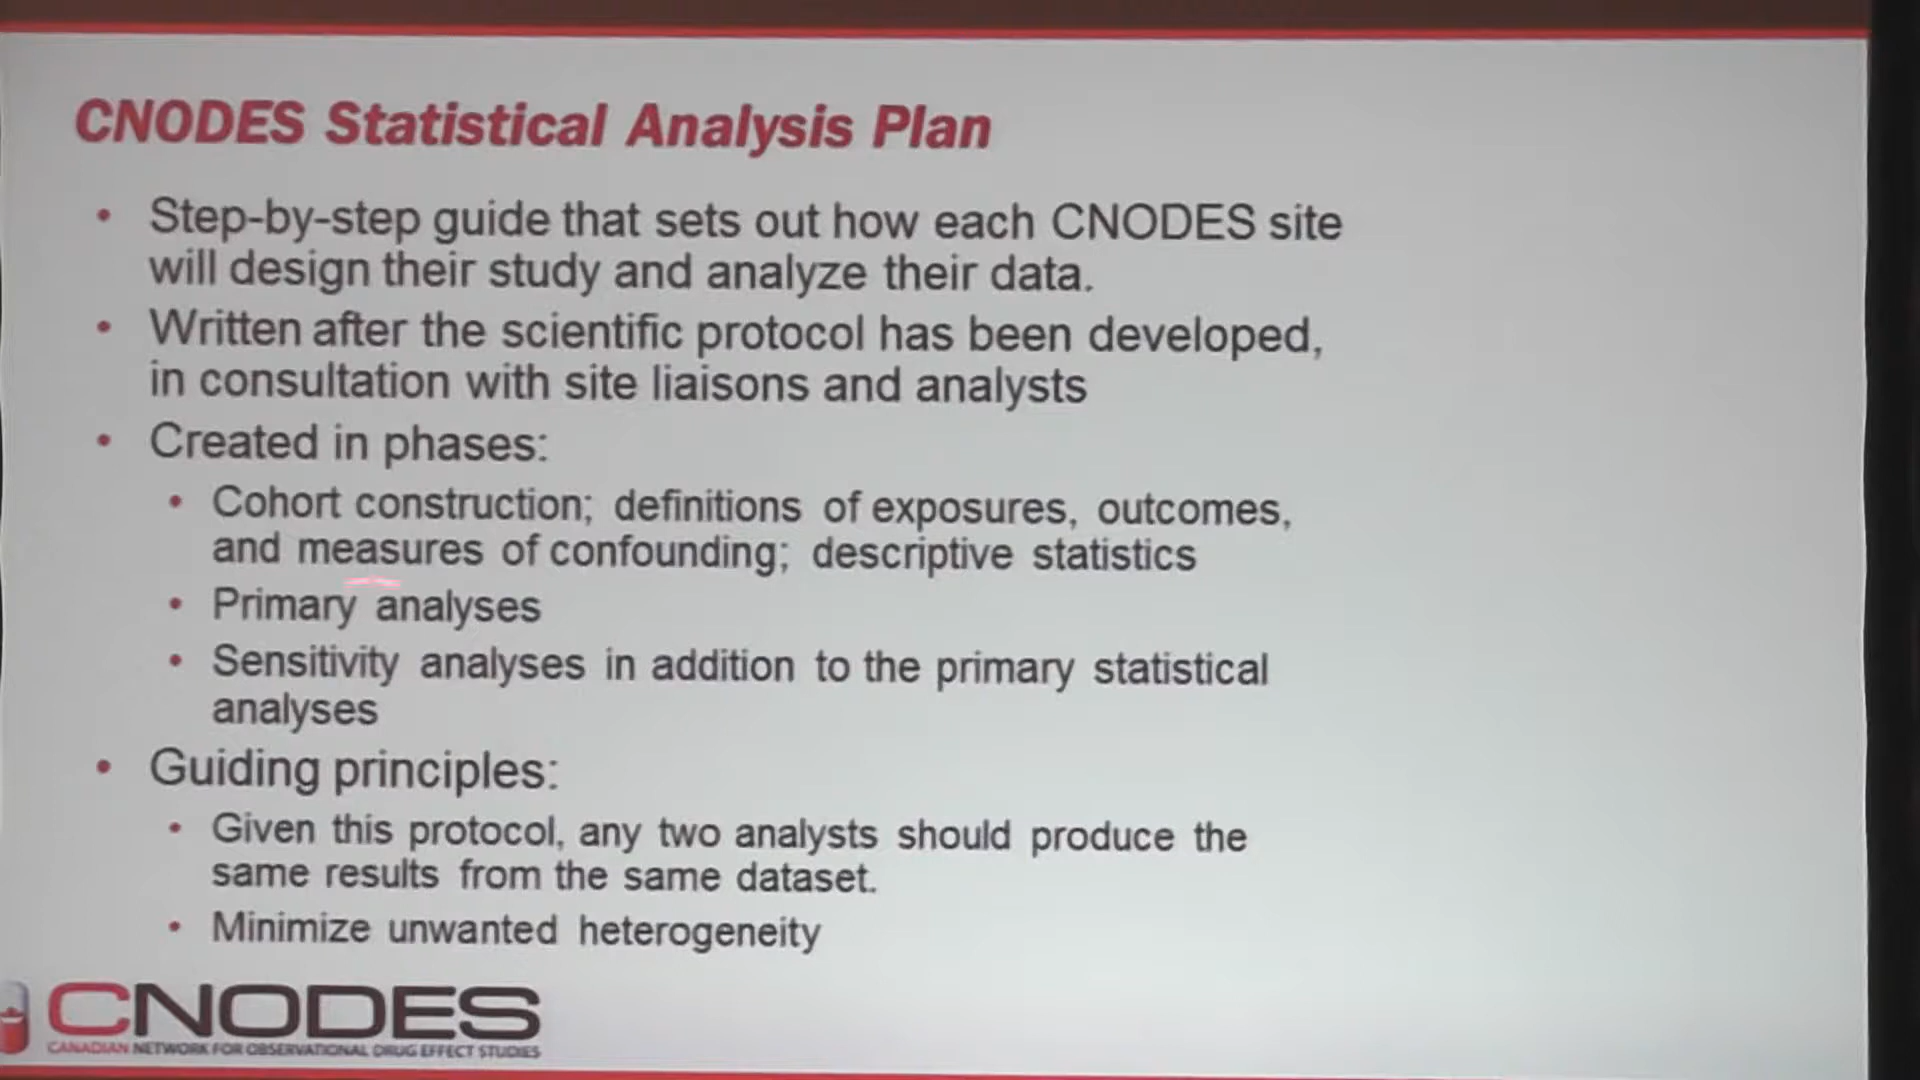 CNODES Statistical Analysis Plan
• Step-by-step guide that sets out how each CNODES site
will design their study and analyze their data.
• Written after the scientific protocol has been developed,
in consultation with site liaisons and analysts
• Created in phases:
• Cohort construction; definitions of exposures, outcomes,
and measures of confounding; descriptive statistics
• Primary analyses
• Sensitivity analyses in addition to the primary statistical
analyses
• Guiding principles:
• Given this protocol, any two analysts should produce the
same results from the same dataset.
• Minimize unwanted heterogeneity
CNODES
CANADIAN NETWORK FOR OBSERVATIONAL DRUG EFFECT STUDIES